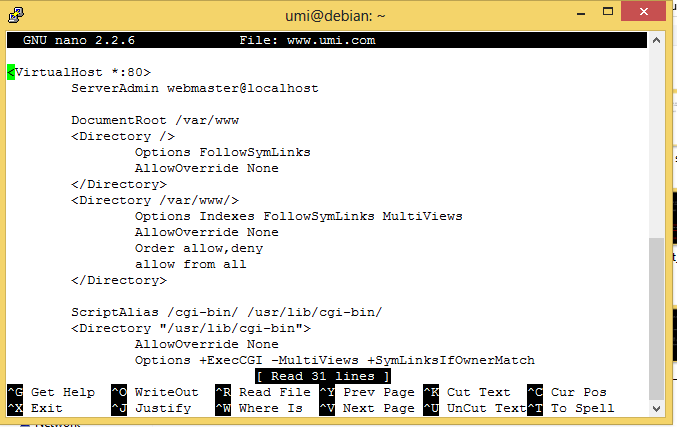 umi@debian: ~
GNU nano 2.2.6 File: www.umi.com
<VirtualHost *:80>
ServerAdmin webmaster@localhost
DocumentRoot /var/www
<Directory />
Options FollowSymLinks
AllowOverride None
</Directory>
<Directory /var/www/>
Options Indexes FollowSymLinks MultiViews
AllowOverride None
Order allow,deny
allow from all
</Directory>
ScriptAlias /cgi-bin/ /usr/lib/cgi-bin/
<Directory "/usr/lib/cgi-bin">
AllowOverride None
Options +ExecCGI -MultiViews +SymLinksIfOwnerMatch
[ Read 31 lines ]
^G Get Help ^O WriteOut ^R Read File ^Y Prev Page ^K Cut Text ^C Cur Pos
^X Exit ^J Justify ^W Where Is ^V Next Page ^U UnCut Text ^T To Spell